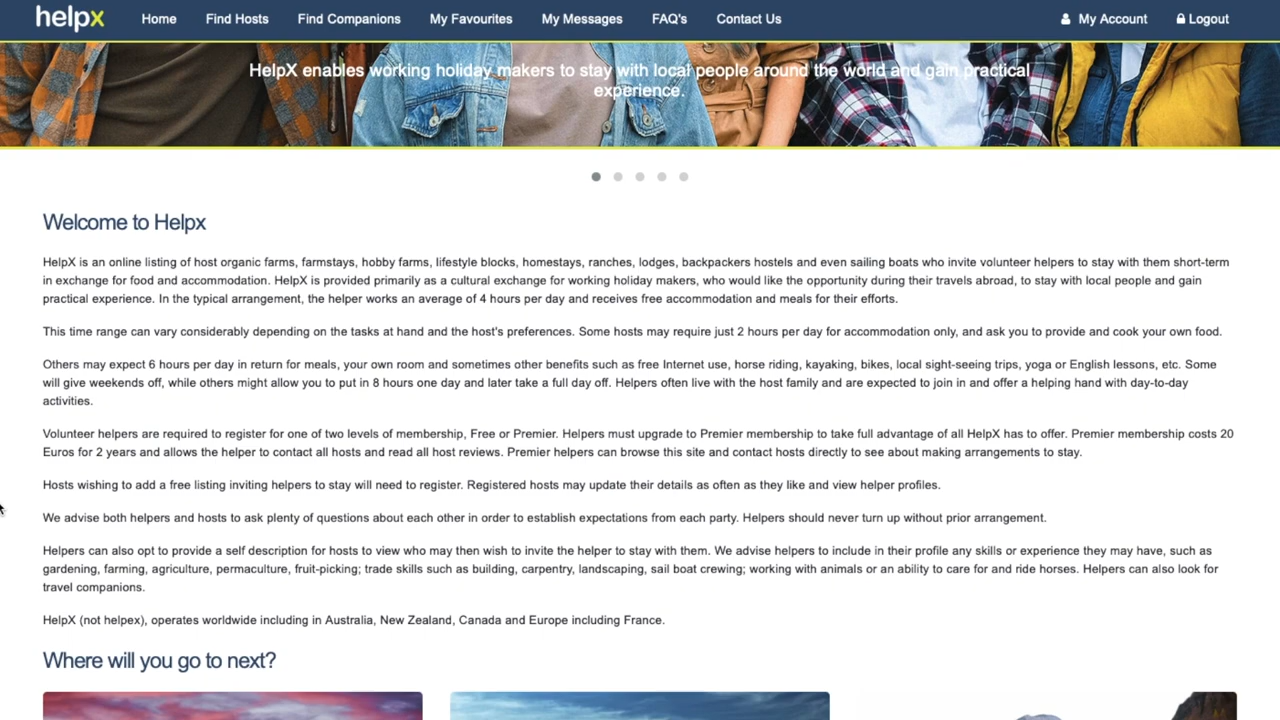 helpx Home Find Hosts Find Companions My Favourites My Messages FAQ's Contact Us My Account Logout
HelpX enables working holiday makers to stay with local people around the world and gain practical
experience.
Welcome to Helpx
HelpX is an online listing of host organic farms, farmstays, hobby farms, lifestyle blocks, homestays, ranches, lodges, backpackers hostels and even sailing boats who invite volunteer helpers to stay with them short-term
in exchange for food and accommodation. HelpX is provided primarily as a cultural exchange for working holiday makers, who would like the opportunity during their travels abroad, to stay with local people and gain
practical experience. In the typical arrangement, the helper works an average of 4 hours per day and receives free accommodation and meals for their efforts.
This time range can vary considerably depending on the tasks at hand and the host's preferences. Some hosts may require just 2 hours per day for accommodation only, and ask you to provide and cook your own food.
Others may expect 6 hours per day in return for meals, your own room and sometimes other benefits such as free Internet use, horse riding, kayaking, bikes, local sight-seeing trips, yoga or English lessons, etc. Some
will give weekends off, while others might allow you to put in 8 hours one day and later take a full day off. Helpers often live with the host family and are expected to join in and offer a helping hand with day-to-day
activities.
Volunteer helpers are required to register for one of two levels of membership, Free or Premier. Helpers must upgrade to Premier membership to take full advantage of all HelpX has to offer. Premier membership costs 20
Euros for 2 years and allows the helper to contact all hosts and read all host reviews. Premier helpers can browse this site and contact hosts directly to see about making arrangements to stay.
Hosts wishing to add a free listing inviting helpers to stay will need to register. Registered hosts may update their details as often as they like and view helper profiles.
We advise both helpers and hosts to ask plenty of questions about each other in order to establish expectations from each party. Helpers should never turn up without prior arrangement.
Helpers can also opt to provide a self description for hosts to view who may then wish to invite the helper to stay with them. We advise helpers to include in their profile any skills or experience they may have, such as
gardening, farming, agriculture, permaculture, fruit-picking; trade skills such as building, carpentry, landscaping, sail boat crewing; working with animals or an ability to care for and ride horses. Helpers can also look for
travel companions.
HelpX (not helpex), operates worldwide including in Australia, New Zealand, Canada and Europe including France.
Where will you go to next?